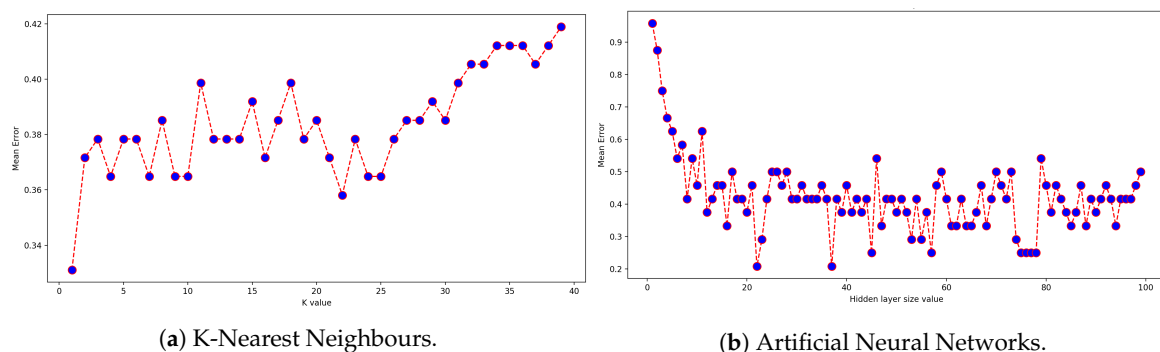 0.42
0.40
0.38
0.36
0.34
Mean Error
0 5 10 15 20 25 30 35 40
K value
(a) K-Nearest Neighbours.
0.9
0.8
0.7
0.6
0.5
0.4
0.3
0.2
Mean Error
0 20 40 60 80 100
Hidden layer size value
(b) Artificial Neural Networks.